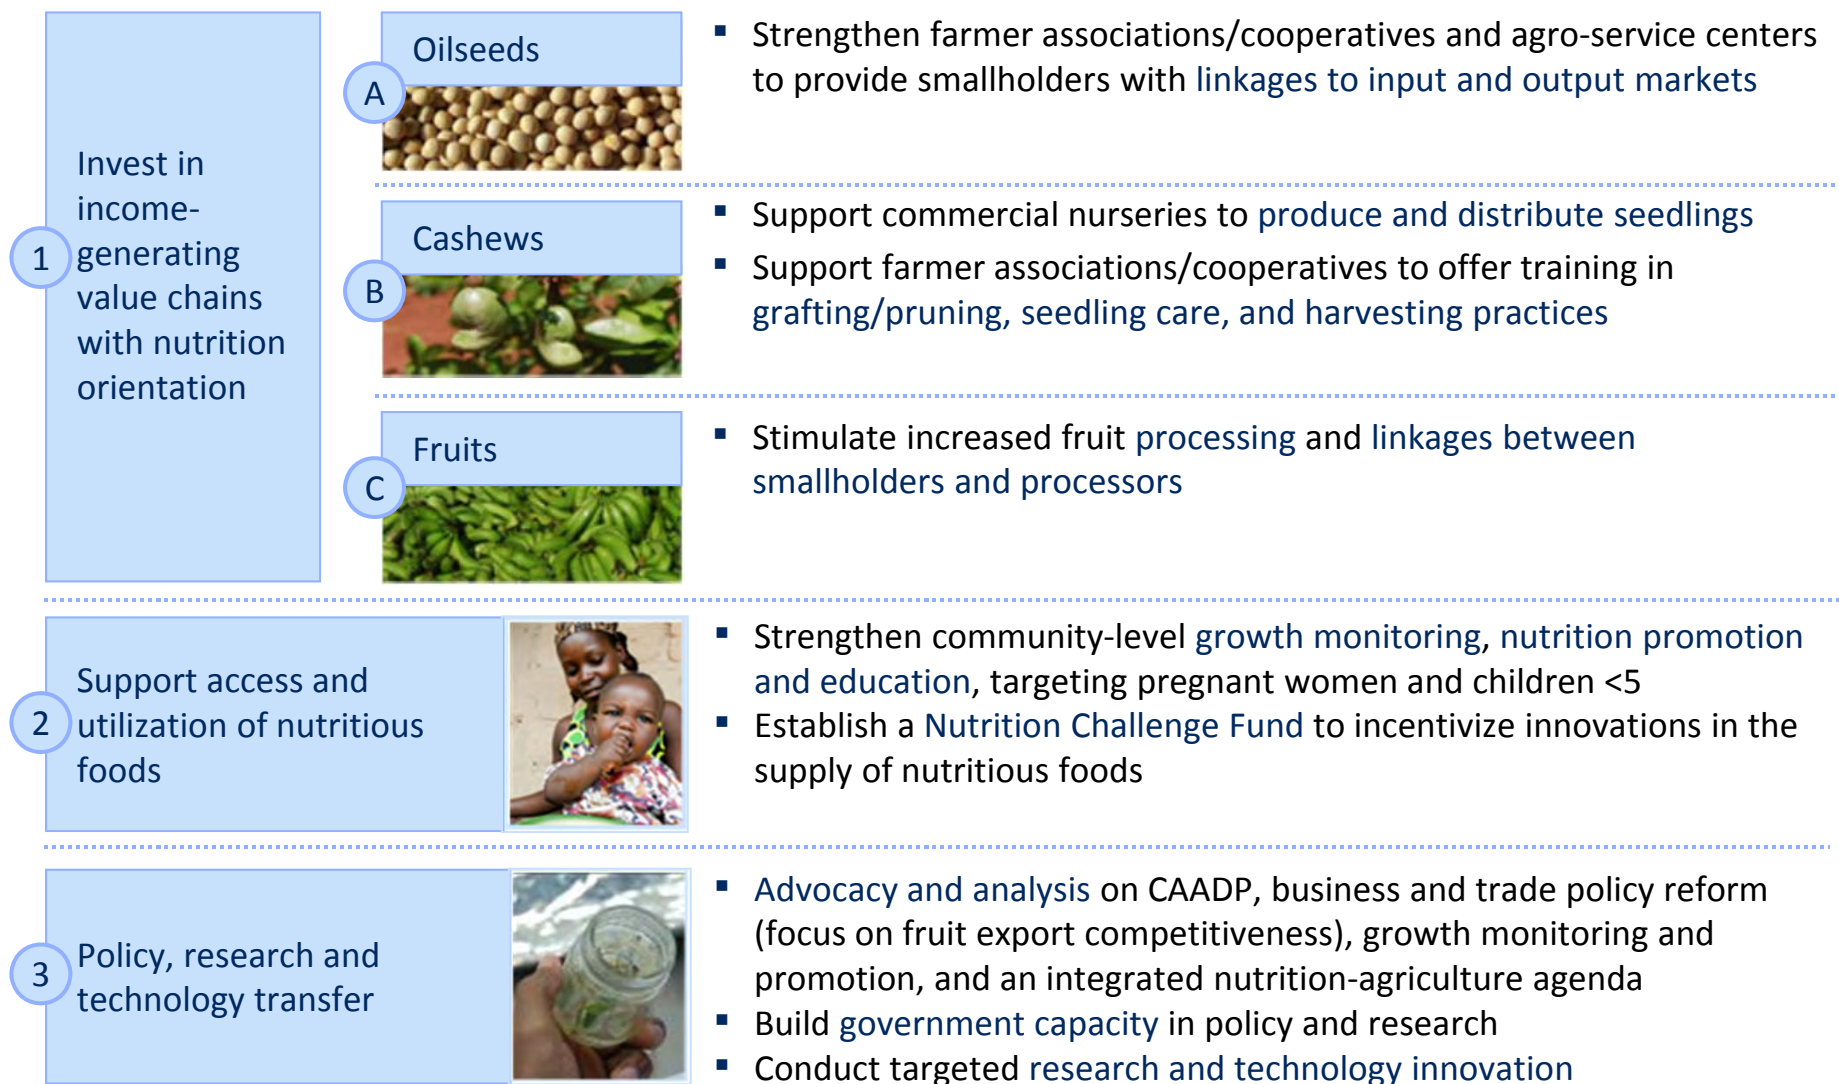 1
Invest in
income-
generating
value chains
with nutrition
orientation
A
Oilseeds
▪ Strengthen farmer associations/cooperatives and agro-service centers
to provide smallholders with linkages to input and output markets
B
Cashews
▪ Support commercial nurseries to produce and distribute seedlings
▪ Support farmer associations/cooperatives to offer training in
grafting/pruning, seedling care, and harvesting practices
C
Fruits
▪ Stimulate increased fruit processing and linkages between
smallholders and processors
2
Support access and
utilization of nutritious
foods
▪ Strengthen community-level growth monitoring, nutrition promotion
and education, targeting pregnant women and children <5
▪ Establish a Nutrition Challenge Fund to incentivize innovations in the
supply of nutritious foods
3
Policy, research and
technology transfer
▪ Advocacy and analysis on CAADP, business and trade policy reform
(focus on fruit export competitiveness), growth monitoring and
promotion, and an integrated nutrition-agriculture agenda
▪ Build government capacity in policy and research
▪ Conduct targeted research and technology innovation